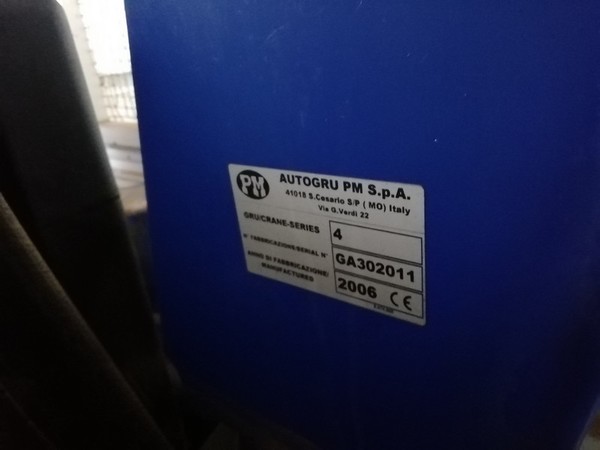 PM
AUTOGRU PM S.p.A.
41018 S.Cesario S/P ( MO) Italy
Via G.Verdi 22
GRU/CRANE-SERIES 4
N° FABBRICAZIONE/SERIAL N° GA302011
ANNO DI FABBRICAZIONE/
MANUFACTURED 2006 CE